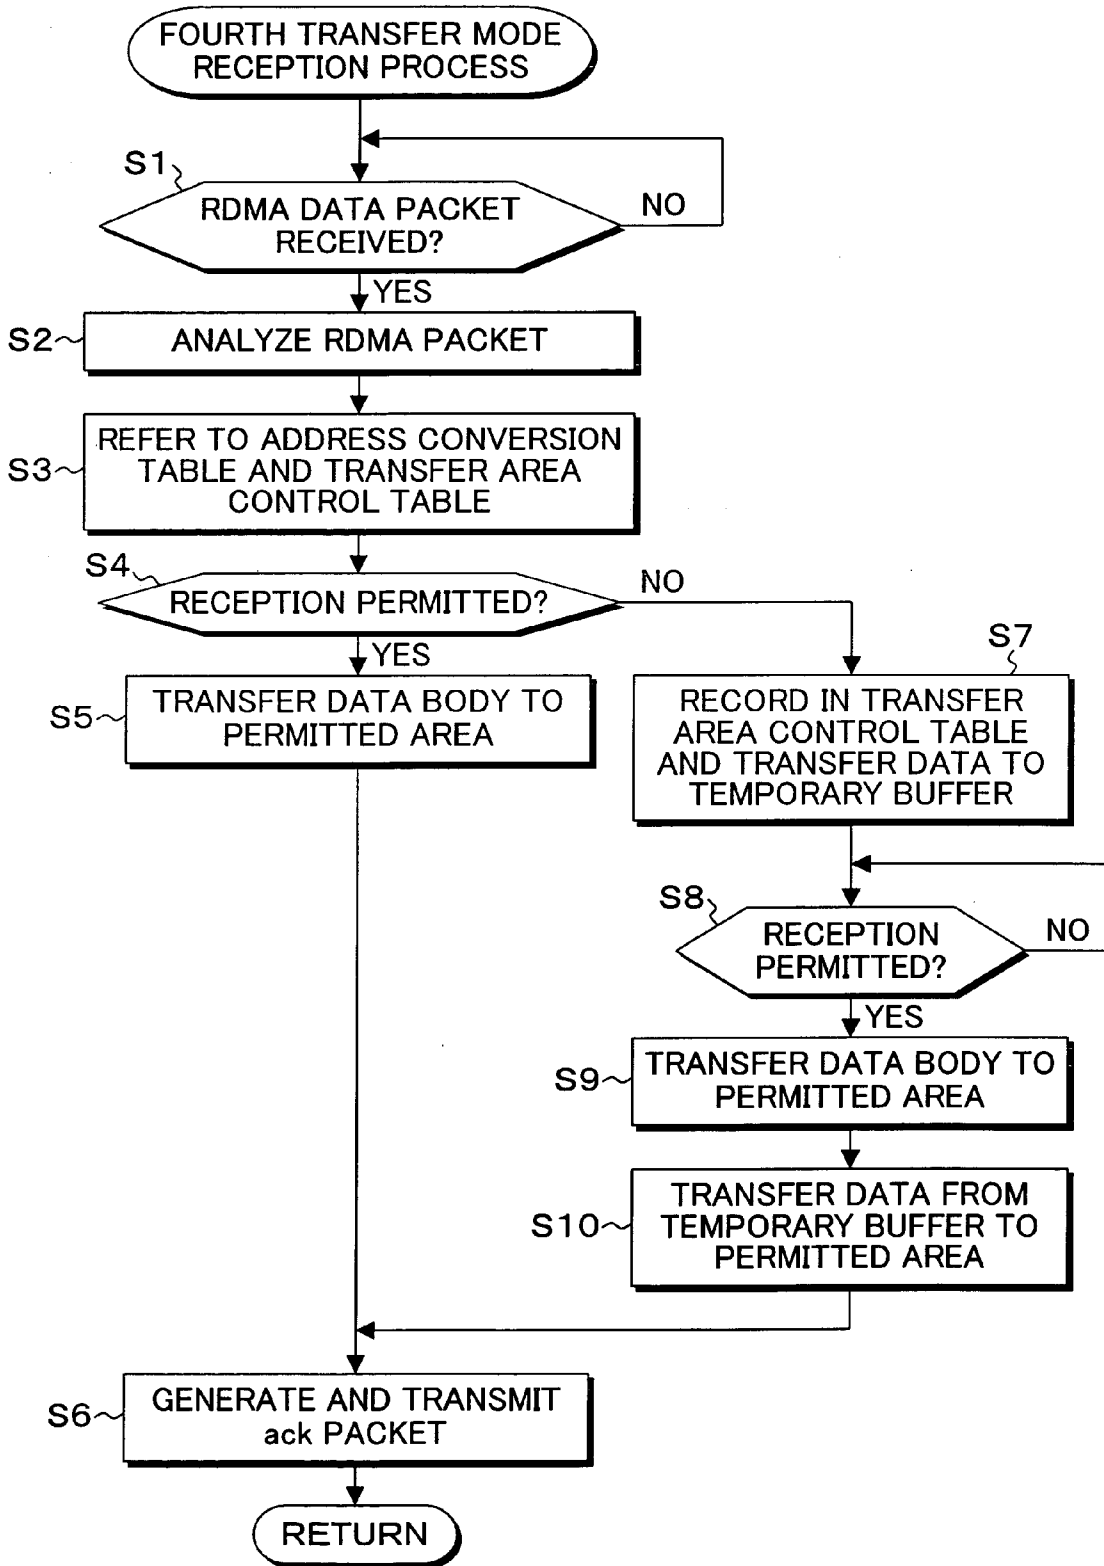 FOURTH TRANSFER MODE
RECEPTION PROCESS
S1
RDMA DATA PACKET
RECEIVED?
NO
YES
S2
ANALYZE RDMA PACKET
S3
REFER TO ADDRESS CONVERSION
TABLE AND TRANSFER AREA
CONTROL TABLE
S4
RECEPTION PERMITTED?
NO
YES
S5
TRANSFER DATA BODY TO
PERMITTED AREA
S7
RECORD IN TRANSFER
AREA CONTROL TABLE
AND TRANSFER DATA TO
TEMPORARY BUFFER
S8
RECEPTION
PERMITTED?
NO
YES
S9
TRANSFER DATA BODY TO
PERMITTED AREA
S10
TRANSFER DATA FROM
TEMPORARY BUFFER TO
PERMITTED AREA
S6
GENERATE AND TRANSMIT
ack PACKET
RETURN